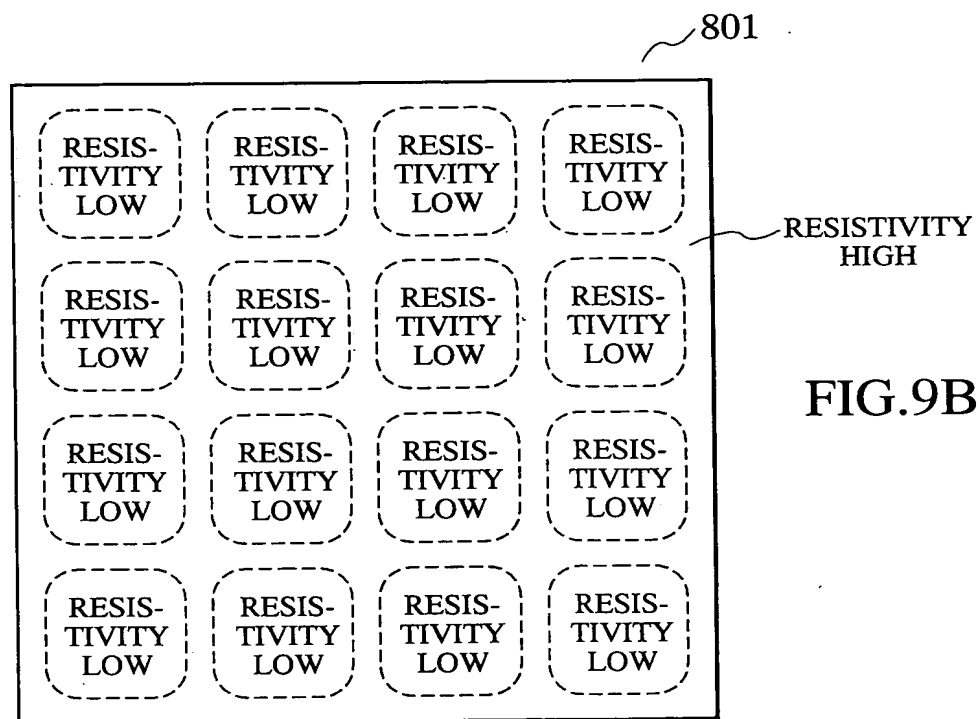 801
RESIS- RESIS- RESIS- RESIS-
TIVITY TIVITY TIVITY TIVITY
LOW LOW LOW LOW
RESISTIVITY
HIGH
RESIS- RESIS- RESIS- RESIS-
TIVITY TIVITY TIVITY TIVITY
LOW LOW LOW LOW
FIG.9B
RESIS- RESIS- RESIS- RESIS-
TIVITY TIVITY TIVITY TIVITY
LOW LOW LOW LOW
RESIS- RESIS- RESIS- RESIS-
TIVITY TIVITY TIVITY TIVITY
LOW LOW LOW LOW